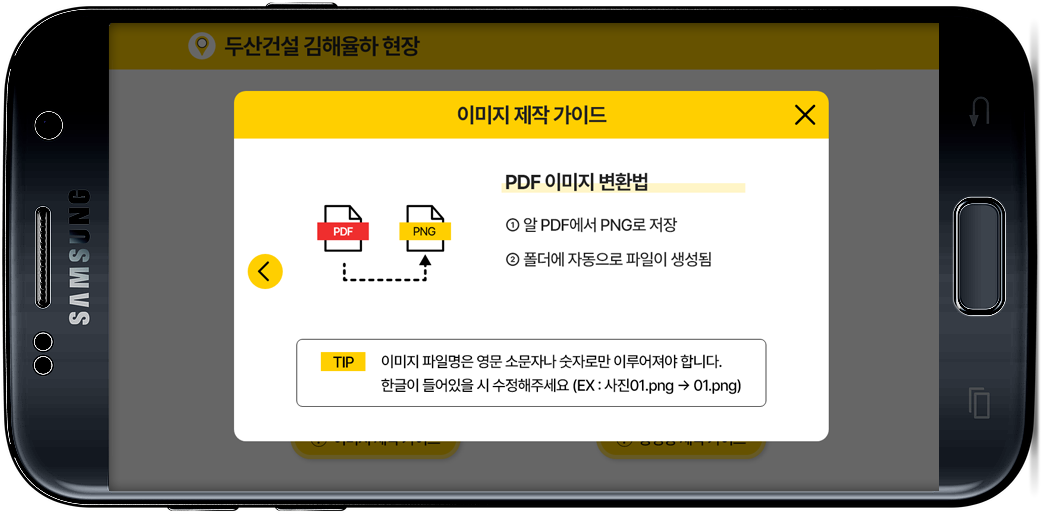 두산건설 김해율하 현장
이미지 제작 가이드
PDF 이미지 변환법
PDF
PNG
① 알 PDF에서 PNG로 저장
② 폴더에 자동으로 파일이 생성됨
TIP
이미지 파일명은 영문 소문자나 숫자로만 이루어져야 합니다.
한글이 들어있을 시 수정해주세요 (EX : 사진01.png → 01.png)
SAMSUNG